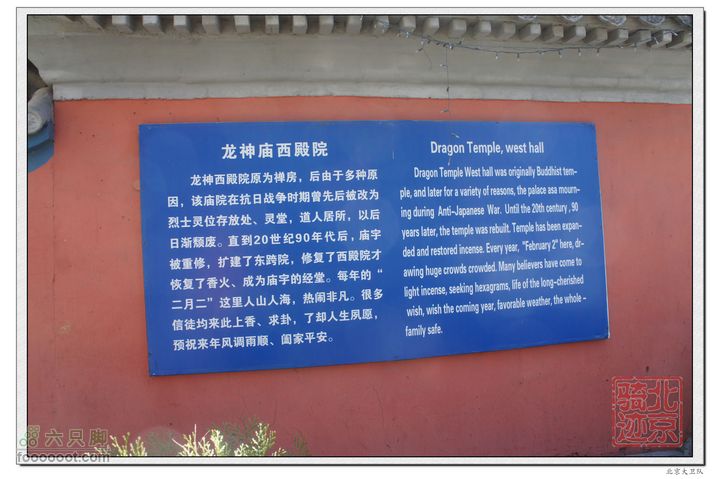 龙神庙西殿院
龙神西殿院原为禅房，后由于多种原
因，该庙院在抗日战争时期曾先后被改为
烈士灵位存放处、灵堂，道人居所，以后
日渐颓废。直到20世纪90年代后，庙宇
被重修，扩建了东跨院，修复了西殿院才
恢复了香火、成为庙宇的经堂。每年的“
二月二”这里人山人海，热闹非凡。很多
信徒均来此上香、求卦，了却人生夙愿，
预祝来年风调雨顺、阖家平安。
Dragon Temple, west hall
Dragon Temple West hall was originally Buddhist tem-
ple, and later for a variety of reasons, the palace asa mourn-
ing during Anti-Japanese War. Until the 20th century , 90
years later, the temple was rebuilt. Temple has been expan-
ded and restored incense. Every year, "February 2" here, dr-
awing huge crowds crowded. Many believers have come to
light incense, seeking hexagrams, life of the long-cherished
wish, wish the coming year, favorable weather, the whole -
family safe.
六只脚
foooooot.com
骑北
迹京
北京大卫队